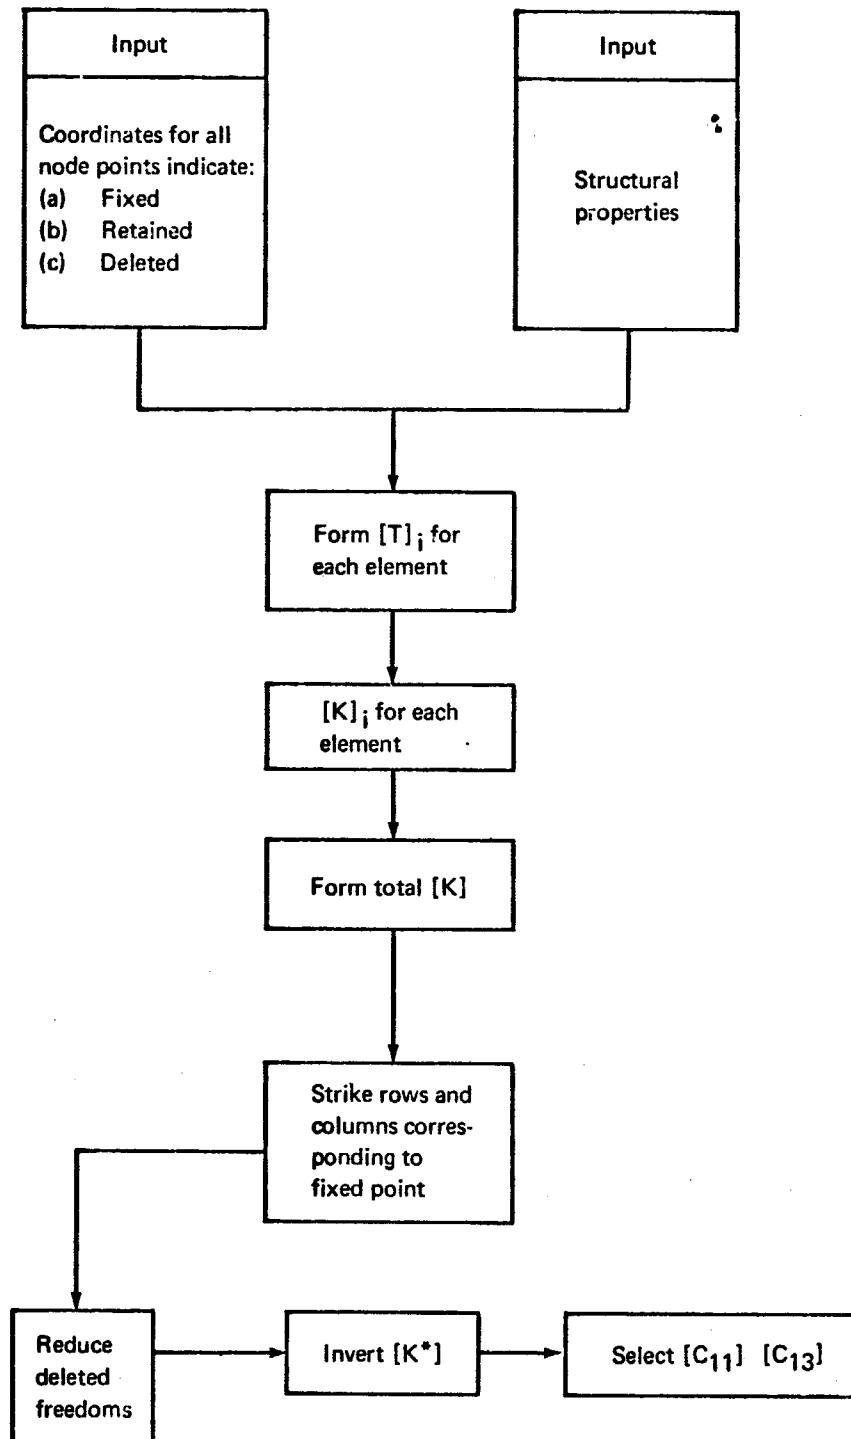 Input
Coordinates for all
node points indicate:
(a) Fixed
(b) Retained
(c) Deleted
Input
Structural
properties
Form [T]i for
each element
[K]i for each
element
Form total [K]
Strike rows and
columns corres-
ponding to
fixed point
Reduce
deleted
freedoms
Invert [K*]
Select [C11] [C13]